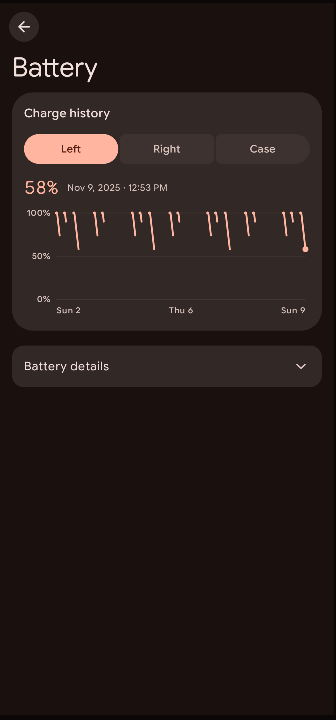 Battery
Charge history
Left Right Case
58% Nov 9, 2025 · 12:53 PM
100%
50%
0%
Sun 2 Thu 6 Sun 9
Battery details